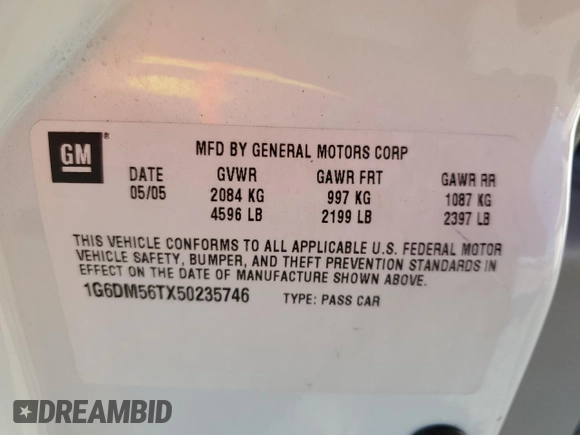 GM®
MFD BY GENERAL MOTORS CORP
DATE GVWR GAWR FRT GAWR RR
05/05 2084 KG 997 KG 1087 KG
4596 LB 2199 LB 2397 LB
THIS VEHICLE CONFORMS TO ALL APPLICABLE U.S. FEDERAL MOTOR
VEHICLE SAFETY, BUMPER, AND THEFT PREVENTION STANDARDS IN
EFFECT ON THE DATE OF MANUFACTURE SHOWN ABOVE.
1G6DM56TX50235746 TYPE: PASS CAR
DREAMBID